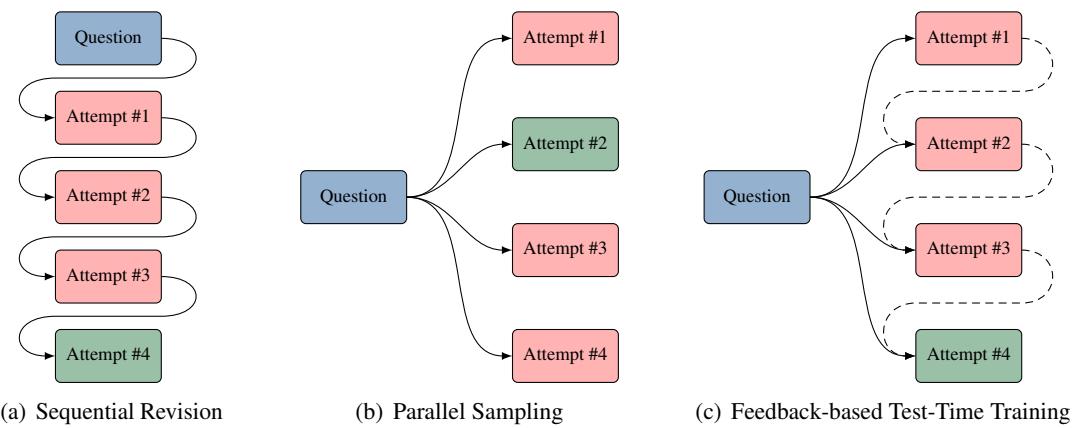 Question
Attempt #1
Attempt #2
Attempt #3
Attempt #4
(a) Sequential Revision
Question
Attempt #1
Attempt #2
Attempt #3
Attempt #4
(b) Parallel Sampling
Question
Attempt #1
Attempt #2
Attempt #3
Attempt #4
(c) Feedback-based Test-Time Training